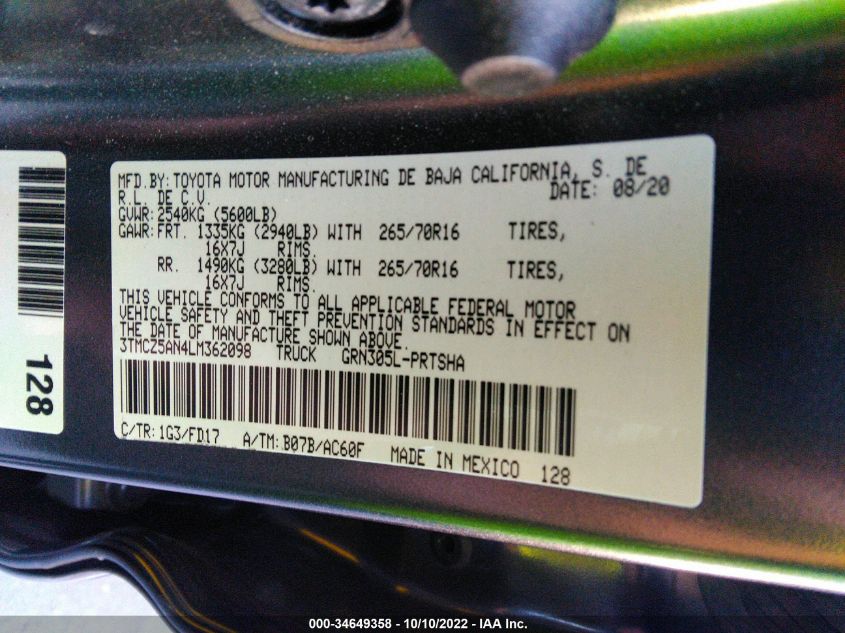 MFD.BY:TOYOTA MOTOR MANUFACTURING DE BAJA CALIFORNIA, S. DE
R.L. DE C.V. DATE: 08/20
GVWR:2540KG (5600LB)
GAWR:FRT. 1335KG (2940LB) WITH 265/70R16 TIRES,
16X7J RIMS.
RR. 1490KG (3280LB) WITH 265/70R16 TIRES,
16X7J RIMS.
THIS VEHICLE CONFORMS TO ALL APPLICABLE FEDERAL MOTOR
VEHICLE SAFETY AND THEFT PREVENTION STANDARDS IN EFFECT ON
THE DATE OF MANUFACTURE SHOWN ABOVE.
3TMCZ5AN4LM362098 TRUCK GRN305L-PRTSHA
C/TR:1G3/FD17 A/TM:B07B/AC60F MADE IN MEXICO 128
128
000-34649358 - 10/10/2022 - IAA Inc.